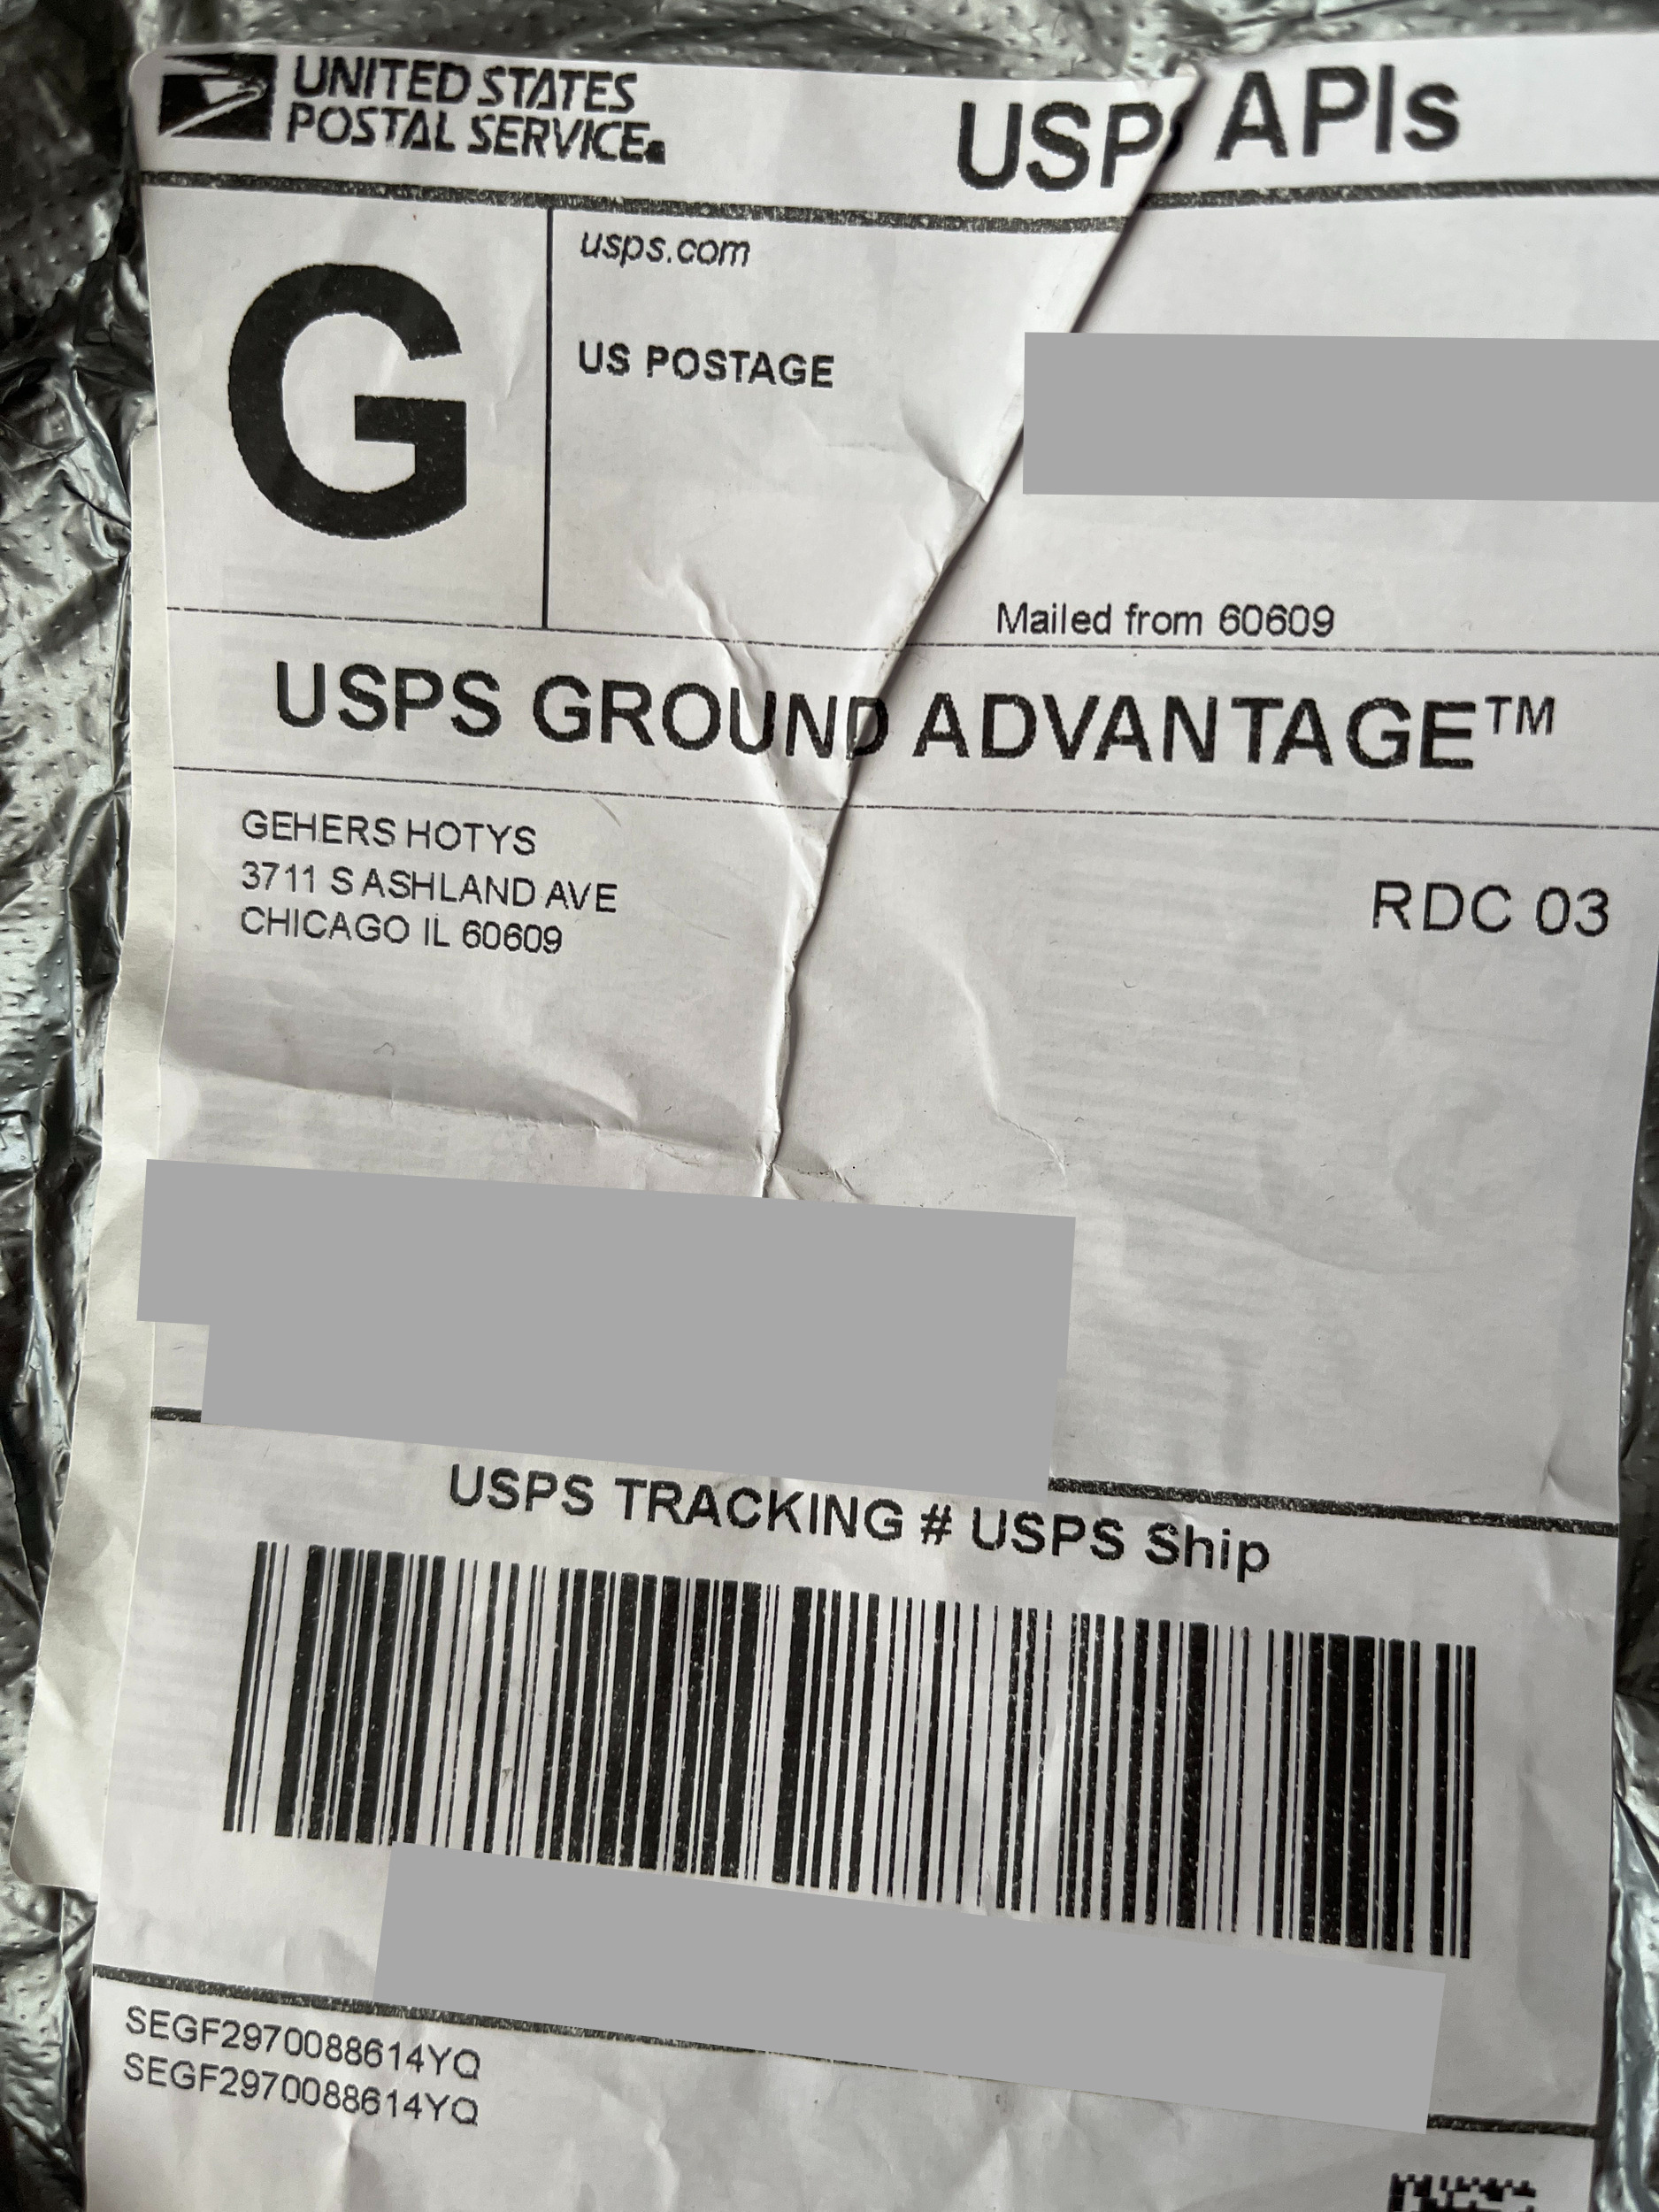 UNITED STATES
POSTAL SERVICE
USPS APIs
usps.com
G
US POSTAGE
Mailed from 60609
USPS GROUND ADVANTAGE™
GEHERS HOTYS
3711 S ASHLAND AVE
CHICAGO IL 60609
RDC 03
USPS TRACKING # USPS Ship
SEGF2970088614YQ
SEGF2970088614YQ